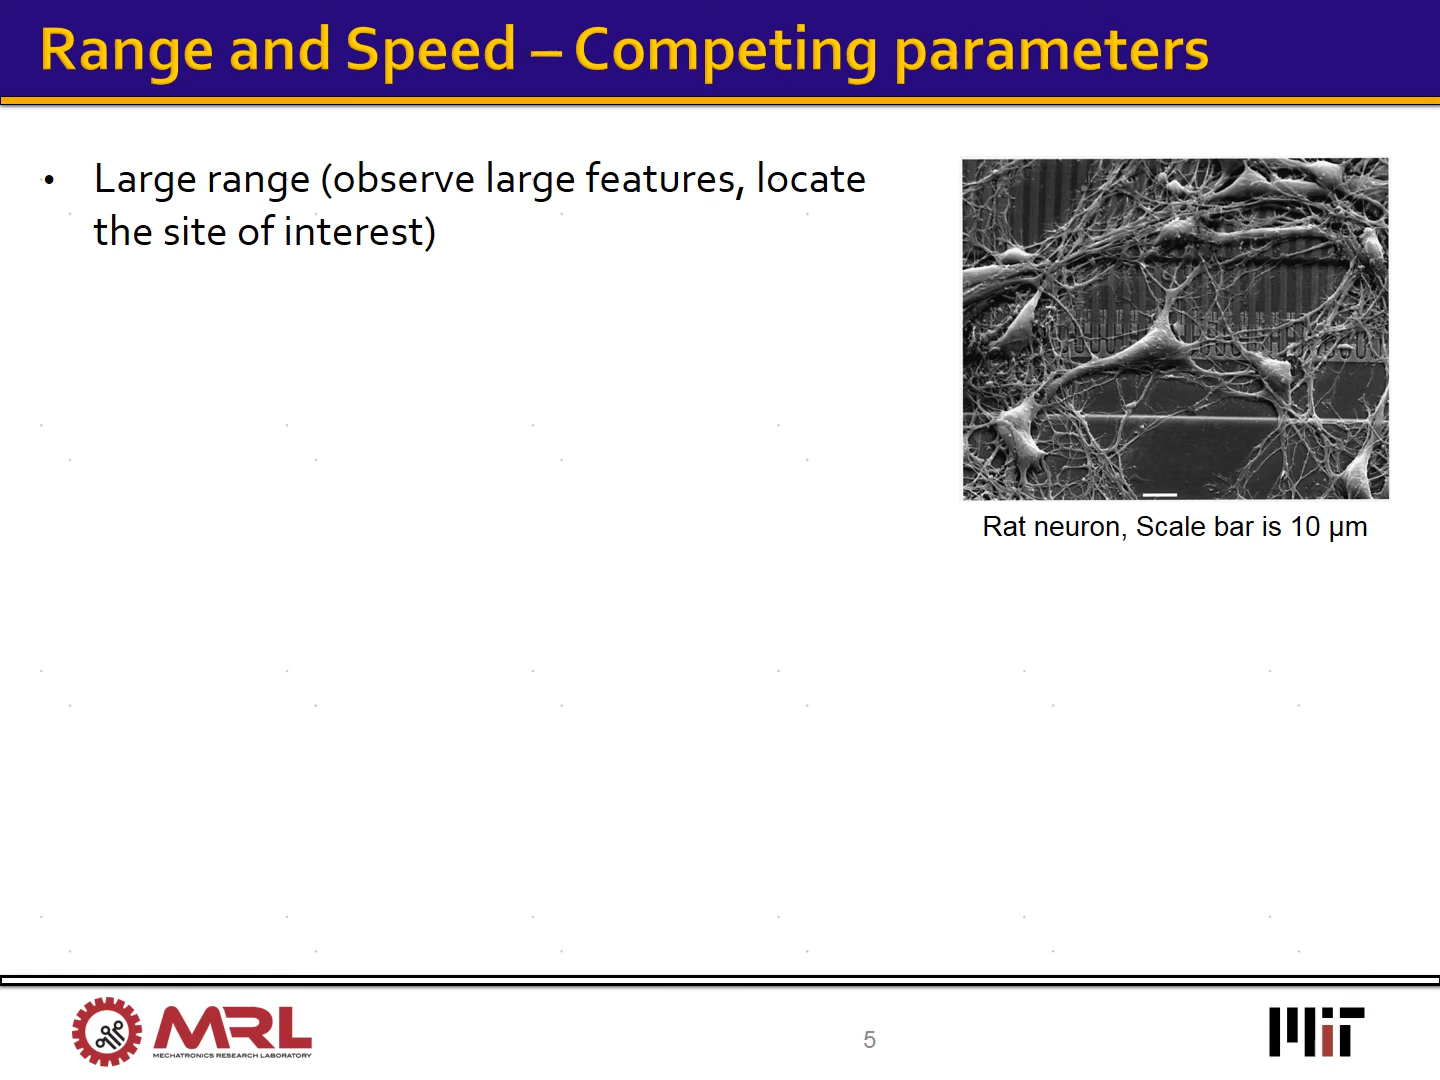 Range and Speed – Competing parameters
• Large range (observe large features, locate
the site of interest)
Rat neuron, Scale bar is 10 µm
MRL
MECHATRONICS RESEARCH LABORATORY
5
MIT